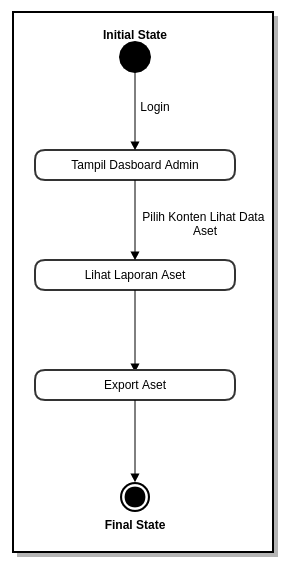 Initial State
Login
Tampil Dasboard Admin
Pilih Konten Lihat Data
Aset
Lihat Laporan Aset
Export Aset
Final State